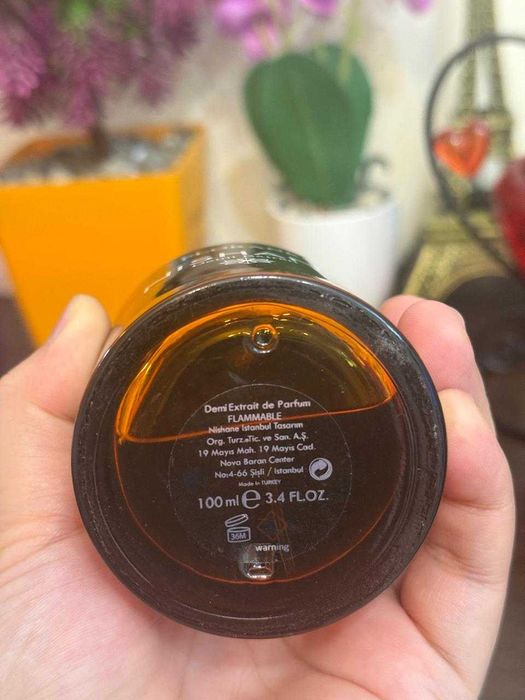 Demi Extrait de Parfum
FLAMMABLE
Nishane Istanbul Tasarım
Org. Turz.Tic. ve San. A.Ş.
19 Mayıs Mah. 19 Mayıs Cad.
Nova Baran Center
No:4-66 Şişli / Istanbul
Made in TURKEY
100 ml e 3.4 FL.OZ.
36M
warning